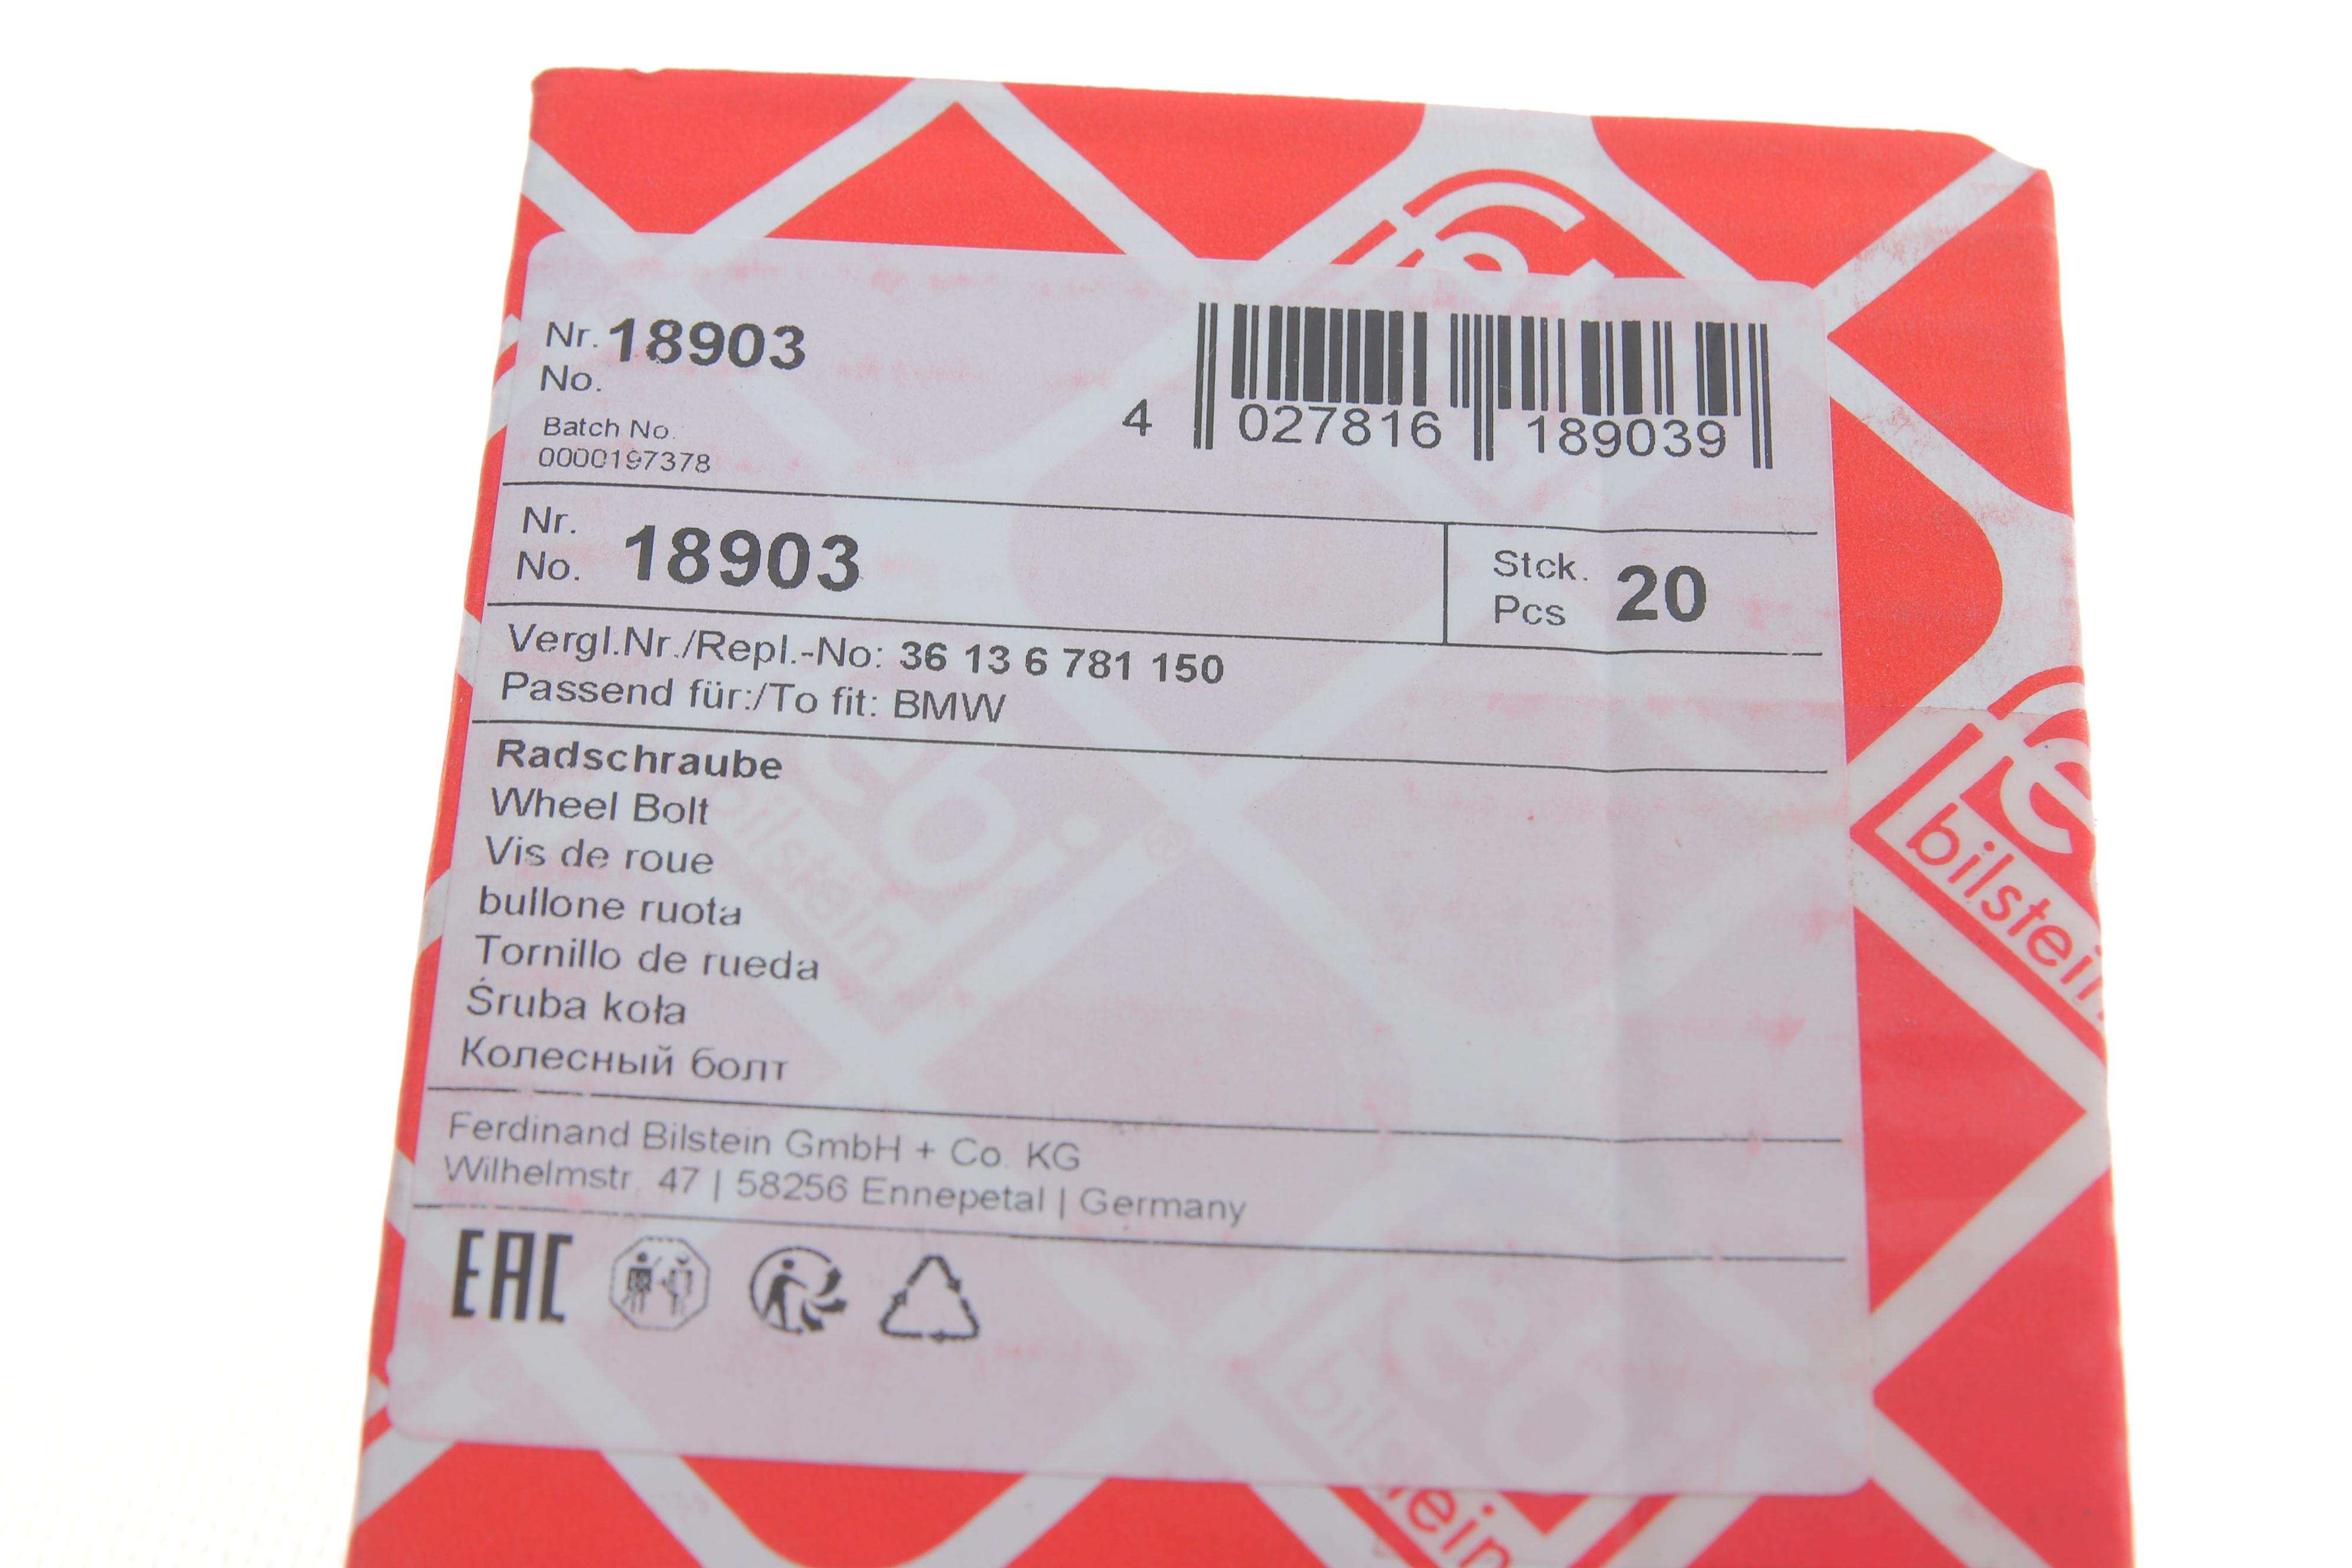 Nr. 18903
No.
Batch No.
0000197378
4 027816 189039
Nr. 18903
No.
Stck. 20
Pcs
Vergl.Nr./Repl.-No: 36 13 6 781 150
Passend für:/To fit: BMW
Radschraube
Wheel Bolt
Vis de roue
bullone ruota
Tornillo de rueda
Śruba koła
Колесный болт
Ferdinand Bilstein GmbH + Co. KG
Wilhelmstr. 47 | 58256 Ennepetal | Germany
EAC
febi
bilstein
bilstein